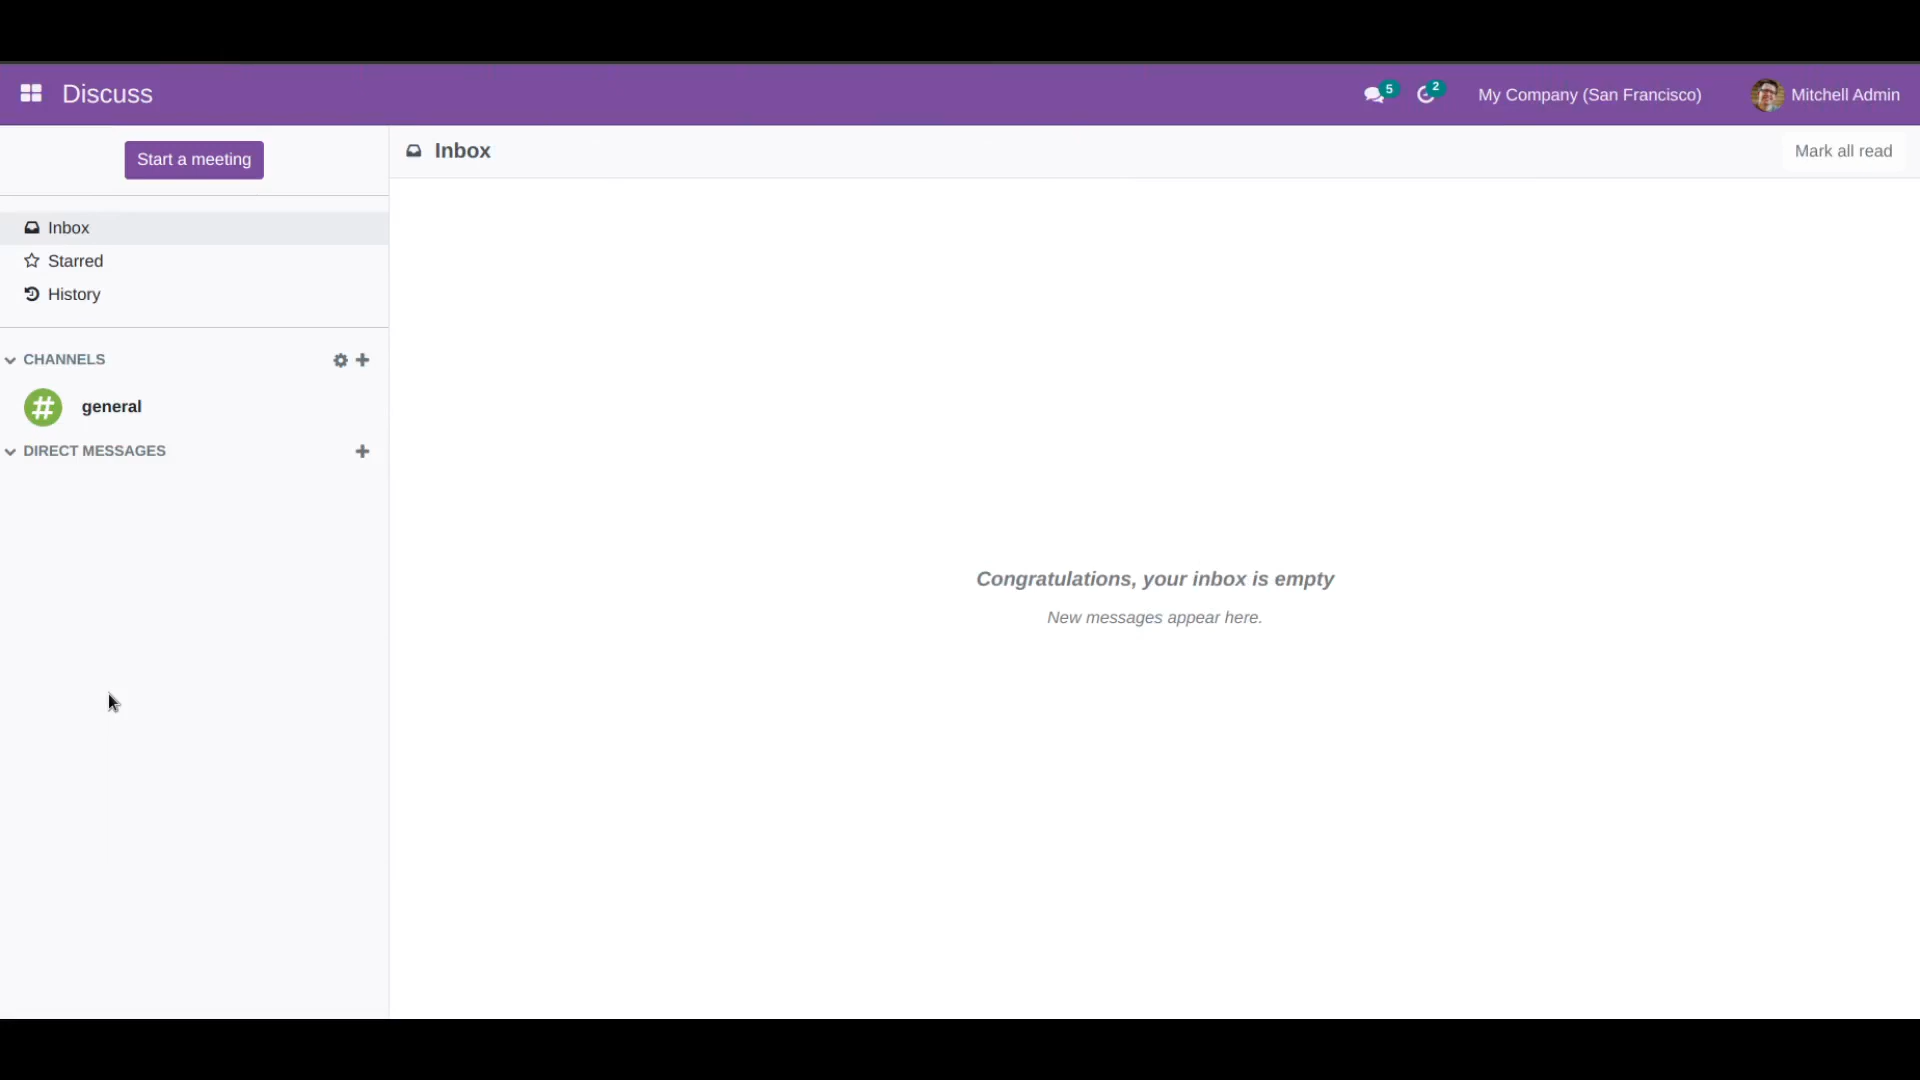 Discuss
5
2
My Company (San Francisco)
Mitchell Admin
Start a meeting
Inbox
Mark all read
Inbox
Starred
History
CHANNELS
general
DIRECT MESSAGES
Congratulations, your inbox is empty
New messages appear here.